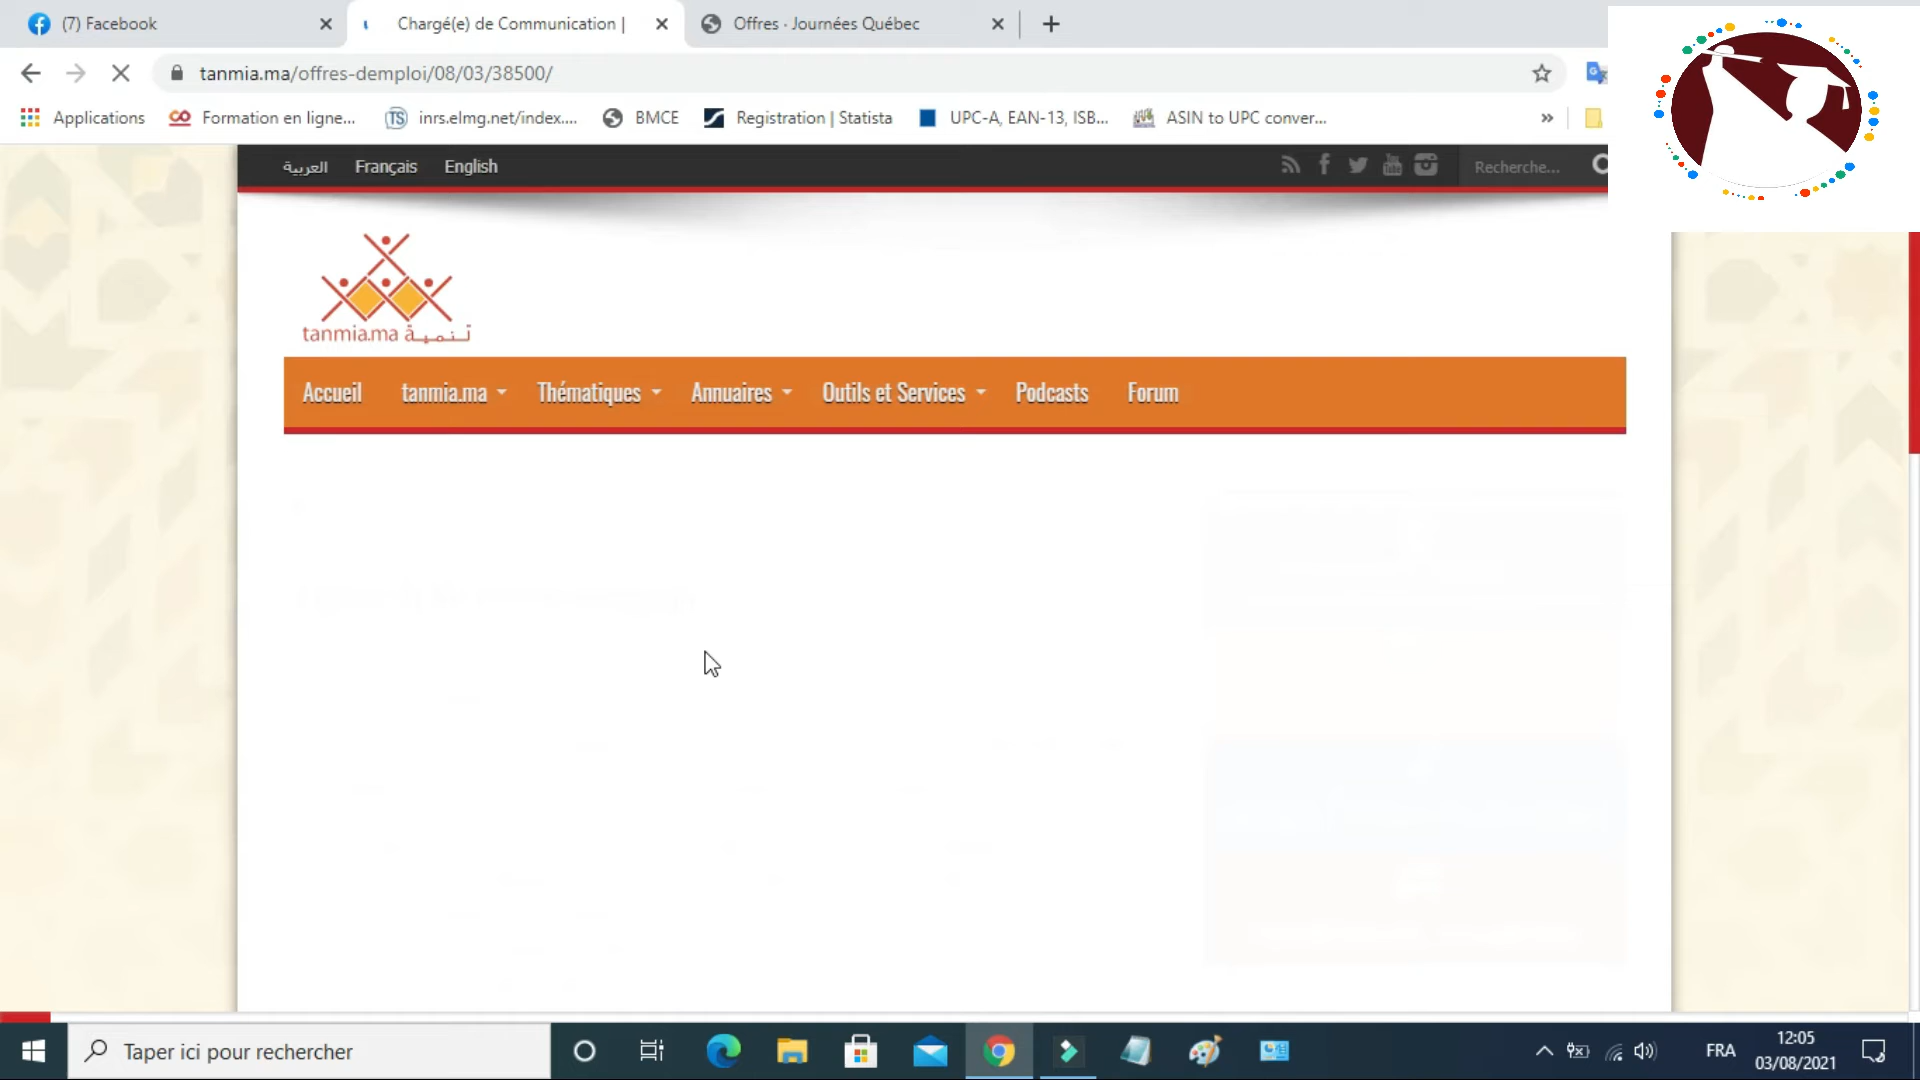 (7) Facebook
Chargé(e) de Communication |
Offres · Journées Québec
tanmia.ma/offres-demploi/08/03/38500/
Applications
Formation en ligne...
TS
inrs.elmg.net/index....
BMCE
Registration | Statista
UPC-A, EAN-13, ISB...
ASIN to UPC conver...
»
العربية
Français
English
Recherche...
tanmia.ma تنمية
Accueil
tanmia.ma
Thématiques
Annuaires
Outils et Services
Podcasts
Forum
Taper ici pour rechercher
FRA
12:05
03/08/2021